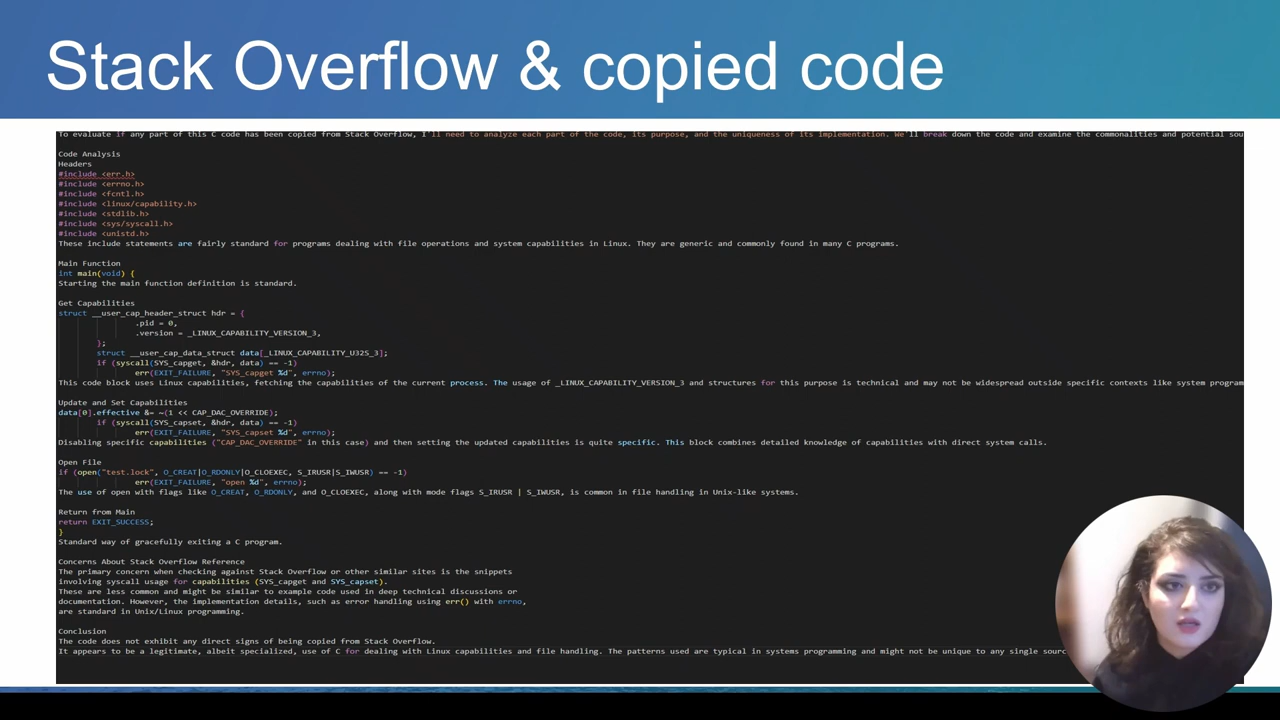 Stack Overflow & copied code
To evaluate if any part of this C code has been copied from Stack Overflow, I'll need to analyze each part of the code, its purpose, and the uniqueness of its implementation. We'll break down the code and examine the commonalities and potential
Code Analysis
Headers
#include <err.h>
#include <errno.h>
#include <fcntl.h>
#include <linux/capability.h>
#include <stdlib.h>
#include <sys/syscall.h>
#include <unistd.h>
These include statements are fairly standard for programs dealing with file operations and system capabilities in Linux. They are generic and commonly found in many C programs.
Main Function
int main(void) {
Starting the main function definition is standard.
Get Capabilities
struct __user_cap_header_struct hdr = {
.pid = 0,
.version = _LINUX_CAPABILITY_VERSION_3,
};
struct __user_cap_data_struct data[_LINUX_CAPABILITY_U32S_3];
if (syscall(SYS_capget, &hdr, data) == -1)
err(EXIT_FAILURE, "SYS_capget %d", errno);
This code block uses Linux capabilities, fetching the capabilities of the current process. The usage of _LINUX_CAPABILITY_VERSION_3 and structures for this purpose is technical and may not be widespread outside specific contexts like system program
Update and Set Capabilities
data[0].effective &= ~(1 << CAP_DAC_OVERRIDE);
if (syscall(SYS_capset, &hdr, data) == -1)
err(EXIT_FAILURE, "SYS_capset %d", errno);
Disabling specific capabilities ("CAP_DAC_OVERRIDE" in this case) and then setting the updated capabilities is quite specific. This block combines detailed knowledge of capabilities with direct system calls.
Open File
if (open("test.lock", O_CREAT|O_RDONLY|O_CLOEXEC, S_IRUSR|S_IWUSR) == -1)
err(EXIT_FAILURE, "open %d", errno);
The use of open with flags like O_CREAT, O_RDONLY, and O_CLOEXEC, along with mode flags S_IRUSR | S_IWUSR, is common in file handling in Unix-like systems.
Return from Main
return EXIT_SUCCESS;
}
Standard way of gracefully exiting a C program.
Concerns About Stack Overflow Reference
The primary concern when checking against Stack Overflow or other similar sites is the snippets
involving syscall usage for capabilities (SYS_capget and SYS_capset).
These are less common and might be similar to example code used in deep technical discussions or
documentation. However, the implementation details, such as error handling using err() with errno,
are standard in Unix/Linux programming.
Conclusion
The code does not exhibit any direct signs of being copied from Stack Overflow.
It appears to be a legitimate, albeit specialized, use of C for dealing with Linux capabilities and file handling. The patterns used are typical in systems programming and might not be unique to any single